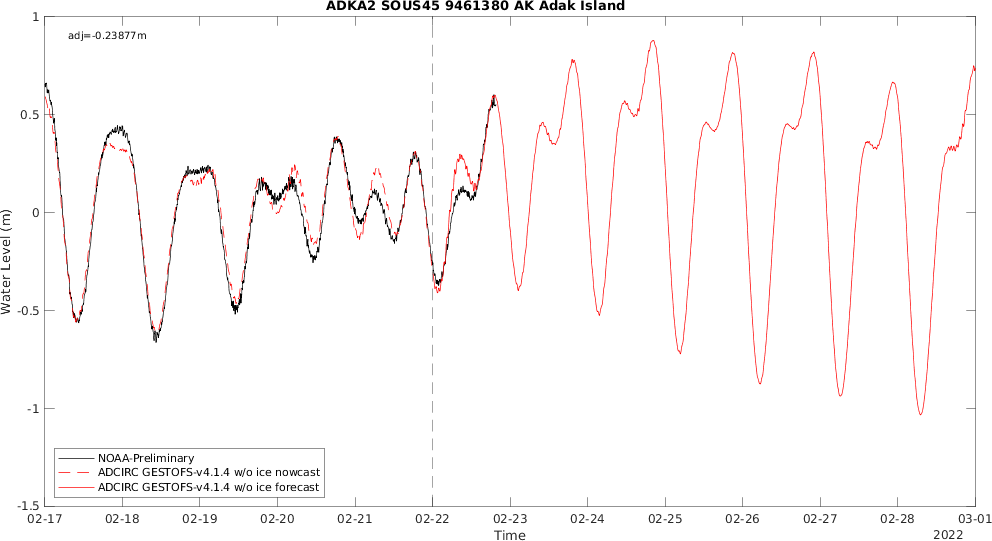 ADKA2 SOUS45 9461380 AK Adak Island
adj=-0.23877m
1
0.5
0
-0.5
-1
-1.5
Water Level (m)
NOAA-Preliminary
ADCIRC GESTOFS-v4.1.4 w/o ice nowcast
ADCIRC GESTOFS-v4.1.4 w/o ice forecast
02-17 02-18 02-19 02-20 02-21 02-22 02-23 02-24 02-25 02-26 02-27 02-28 03-01
Time
2022